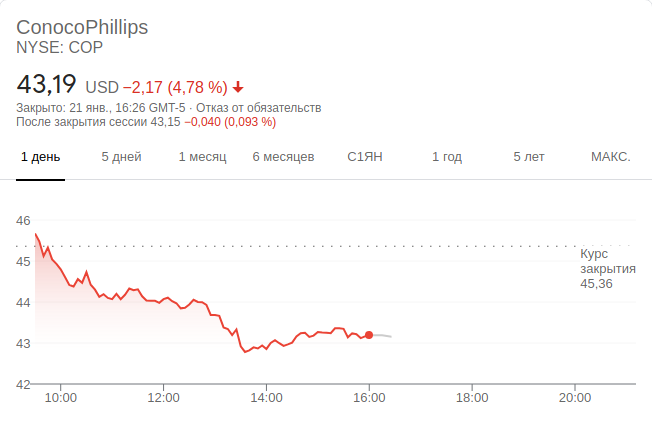 ConocoPhillips
NYSE: COP
43,19 USD −2,17 (4,78 %)
Закрыто: 21 янв., 16:26 GMT-5 · Отказ от обязательств
После закрытия сессии 43,15 −0,040 (0,093 %)
1 день 5 дней 1 месяц 6 месяцев С1ЯН 1 год 5 лет МАКС.
46
Курс
закрытия
45,36
45
44
43
42
10:00 12:00 14:00 16:00 18:00 20:00